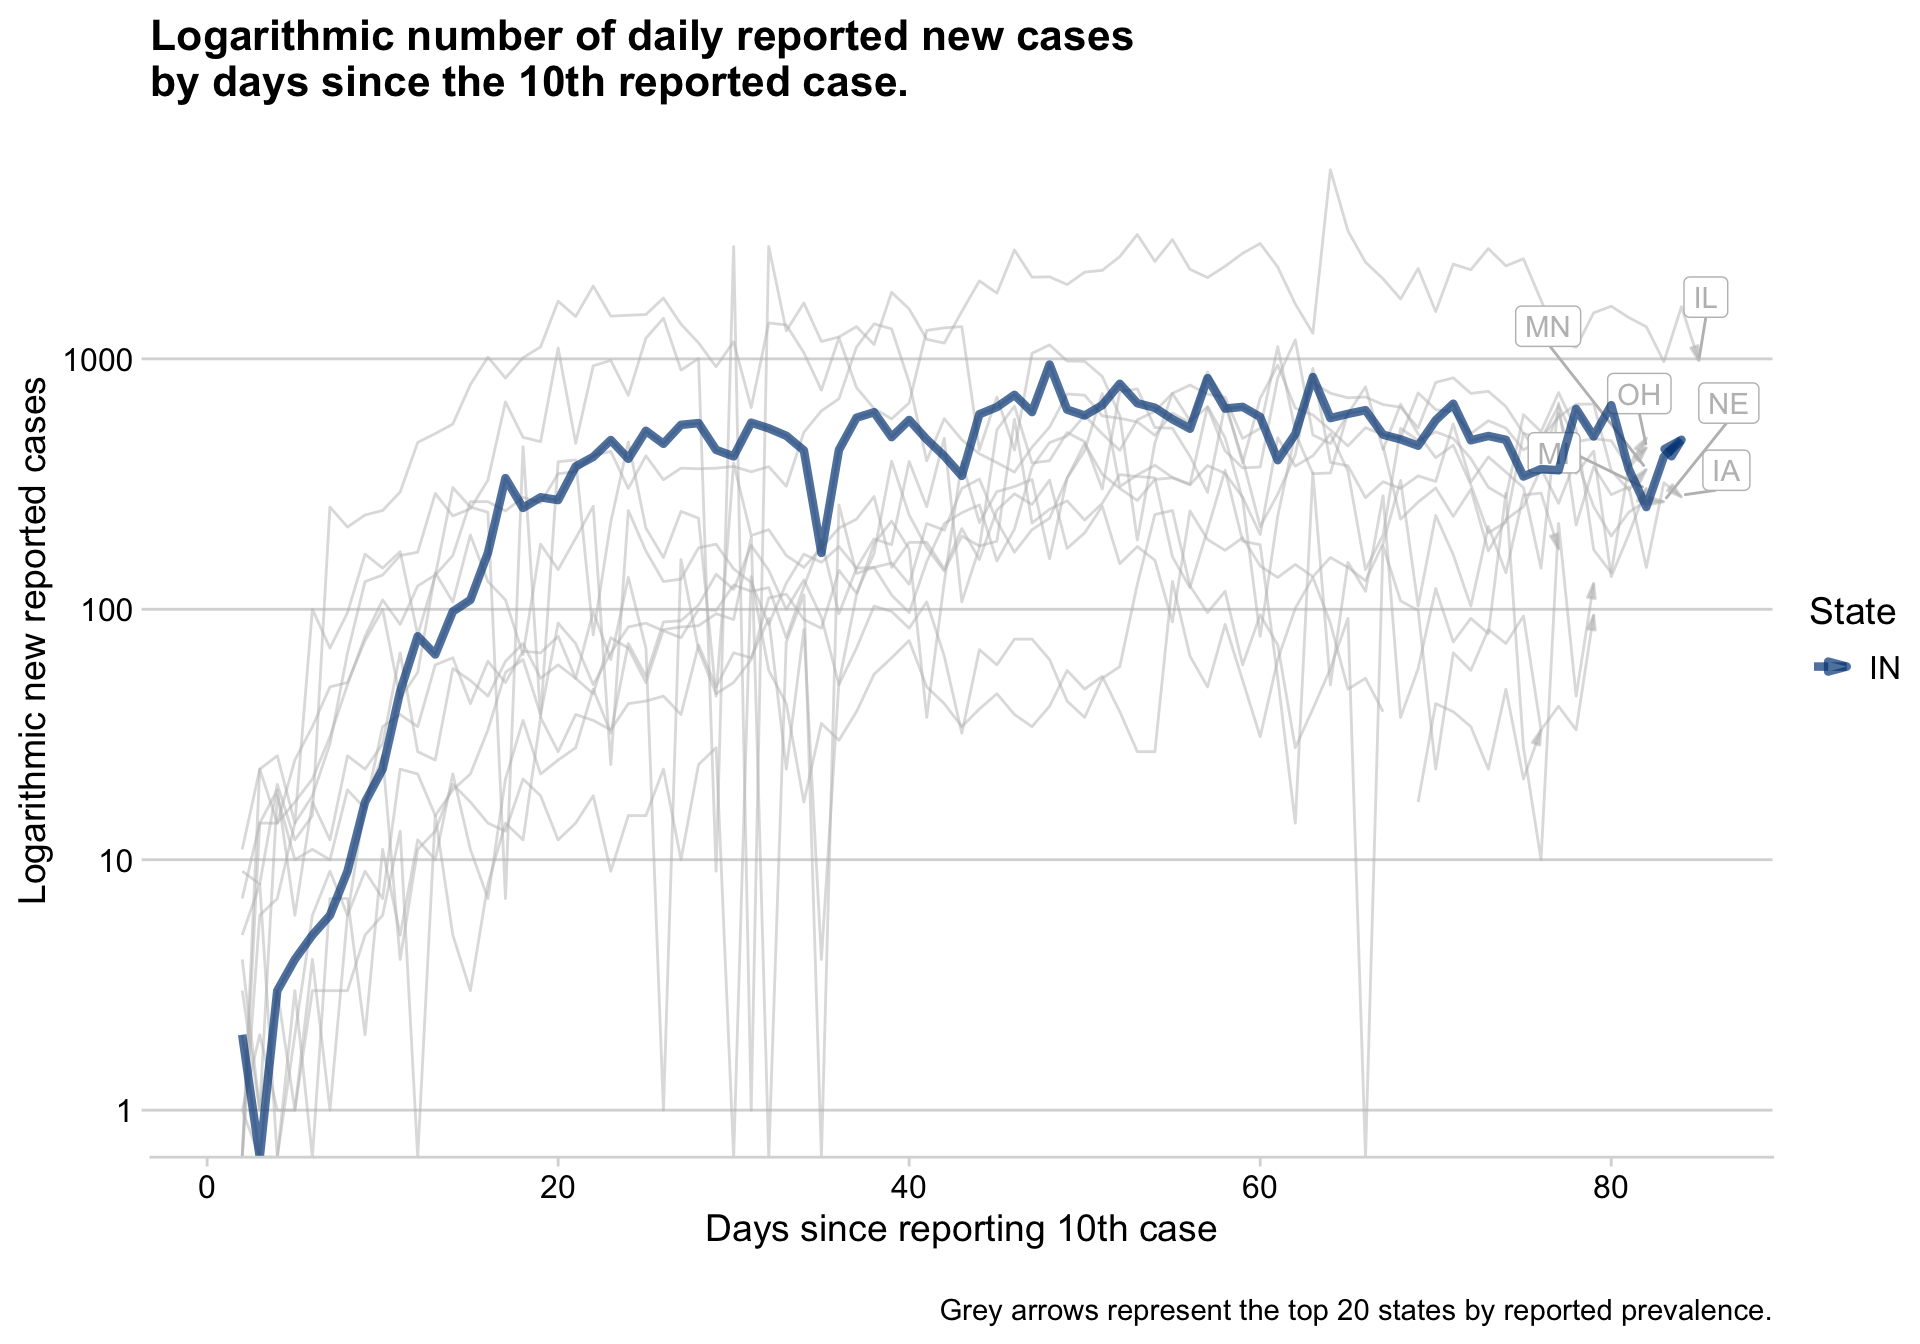 Logarithmic number of daily reported new cases
by days since the 10th reported case.
Logarithmic new reported cases
1000
100
10
1
IL
MN
OH
NE
IA
State
IN
0 20 40 60 80
Days since reporting 10th case
Grey arrows represent the top 20 states by reported prevalence.